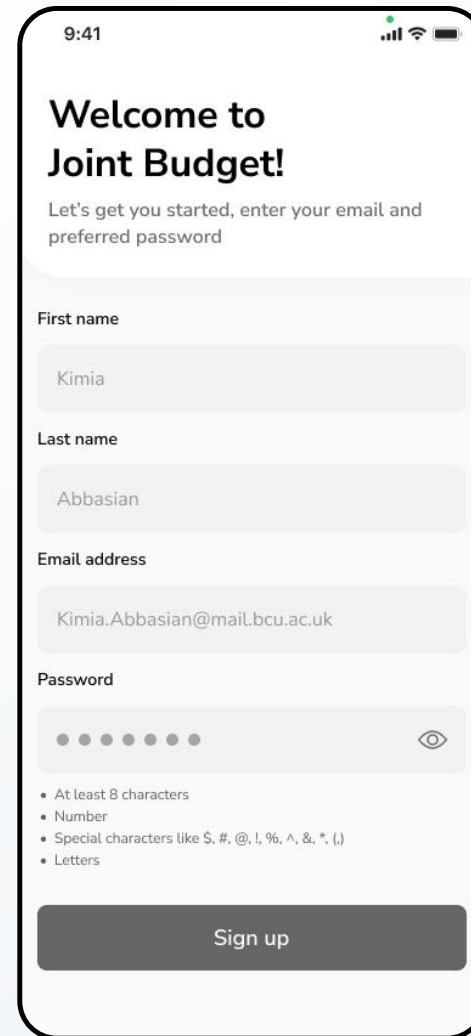 9:41
Welcome to
Joint Budget!
Let's get you started, enter your email and
preferred password
First name
Kimia
Last name
Abbasian
Email address
Kimia.Abbasian@mail.bcu.ac.uk
Password
• At least 8 characters
• Number
• Special characters like $, #, @, !, %, ^, &, *, (,)
• Letters
Sign up